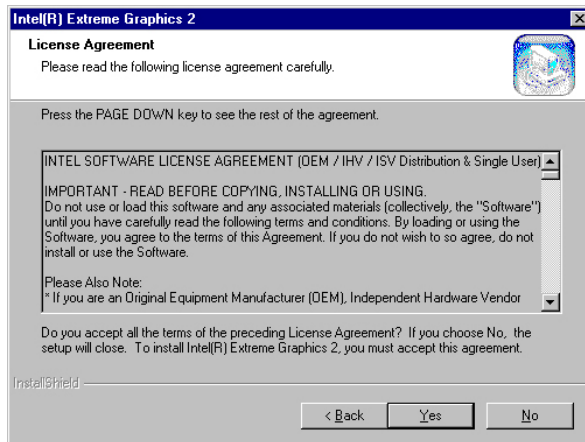 Intel(R) Extreme Graphics 2
License Agreement
Please read the following license agreement carefully.
Press the PAGE DOWN key to see the rest of the agreement.
INTEL SOFTWARE LICENSE AGREEMENT (OEM / IHV / ISV Distribution & Single User)
IMPORTANT - READ BEFORE COPYING, INSTALLING OR USING.
Do not use or load this software and any associated materials (collectively, the "Software")
until you have carefully read the following terms and conditions. By loading or using the
Software, you agree to the terms of this Agreement. If you do not wish to so agree, do not
install or use the Software.
Please Also Note:
* If you are an Original Equipment Manufacturer (OEM), Independent Hardware Vendor
Do you accept all the terms of the preceding License Agreement? If you choose No, the
setup will close. To install Intel(R) Extreme Graphics 2, you must accept this agreement.
InstallShield
< Back
Yes
No